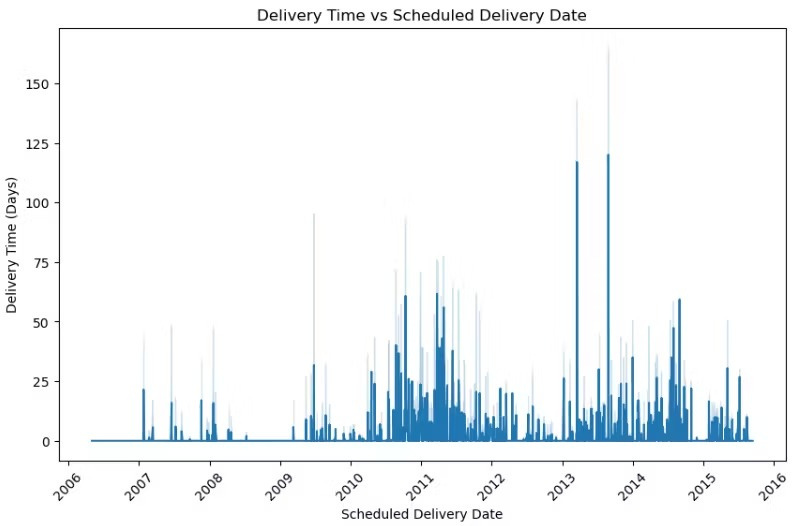 Delivery Time vs Scheduled Delivery Date
Delivery Time (Days)
150
125
100
75
50
25
0
2006 2007 2008 2009 2010 2011 2012 2013 2014 2015 2016
Scheduled Delivery Date